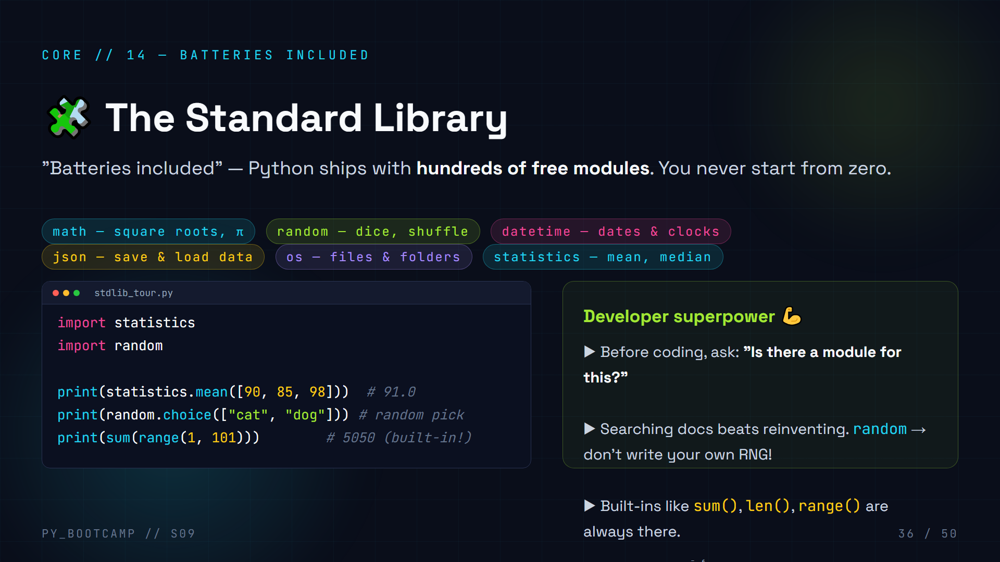 CORE // 14 — BATTERIES INCLUDED
The Standard Library
”Batteries included” — Python ships with hundreds of free modules. You never start from zero.
math — square roots, π
random — dice, shuffle
datetime — dates & clocks
json — save & load data
os — files & folders
statistics — mean, median
stdlib_tour.py
import statistics
import random
print(statistics.mean([90, 85, 98]))  # 91.0
print(random.choice(["cat", "dog"])) # random pick
print(sum(range(1, 101)))        # 5050 (built-in!)
Developer superpower 💪
▶ Before coding, ask: ”Is there a module for
this?”
▶ Searching docs beats reinventing. random →
don’t write your own RNG!
▶ Built-ins like sum(), len(), range() are
always there.
PY_BOOTCAMP // S09
36 / 50